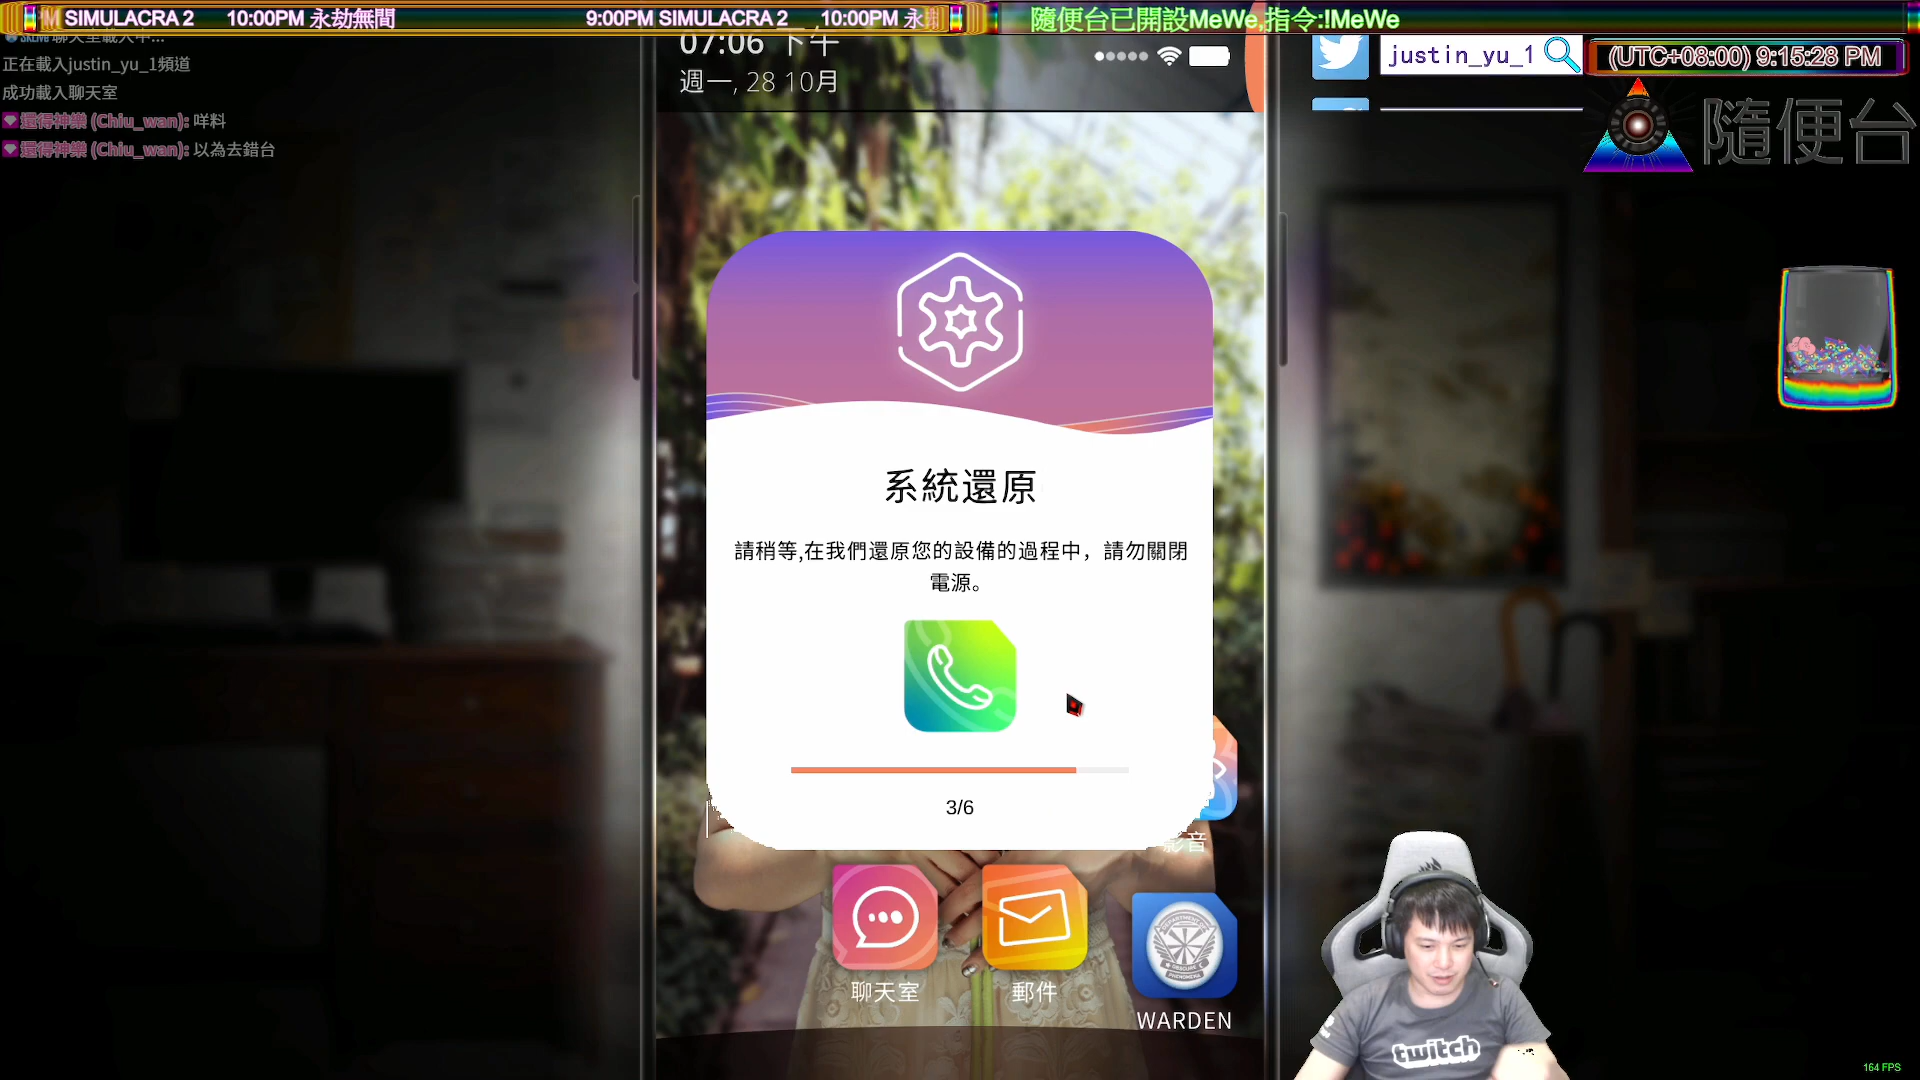 SIMULACRA 2 10:00PM 永劫無間 9:00PM SIMULACRA 2 10:00PM 永劫
隨便台已開設MeWe,指令:!MeWe
正在載入justin_yu_1頻道
成功載入聊天室
還得神樂 (Chiu_wan): 咩料
還得神樂 (Chiu_wan): 以為去錯台
07:06 下午
週一, 28 10月
justin_yu_1
(UTC+08:00) 9:15:28 PM
隨便台
系統還原
請稍等,在我們還原您的設備的過程中，請勿關閉
電源。
3/6
影音
聊天室
郵件
WARDEN
twitch
164 FPS